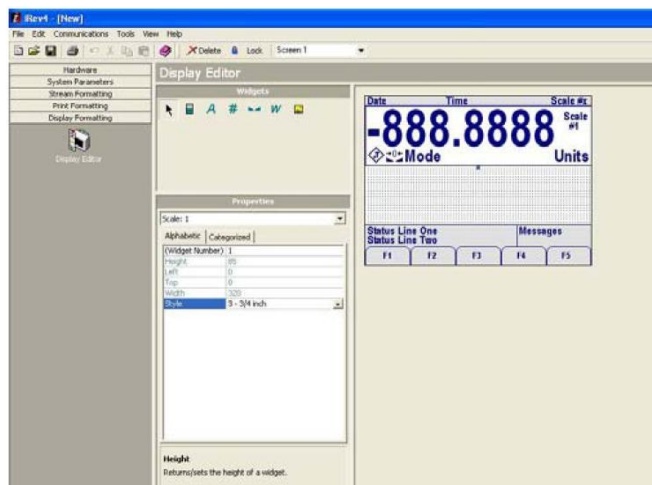 iRev4 - [New]
File Edit Communications Tools View Help
Delete Lock Screen 1
Hardware
System Parameters
Stream Formatting
Print Formatting
Display Formatting
Display Editor
Display Editor
Widgets
A # W
Properties
Scale: 1
Alphabetic Categorized
(Widget Number) 1
Height 85
Left 0
Top 0
Width 320
Style 3 - 3/4 inch
Height
Returns/sets the height of a widget.
Date Time Scale #x
-888.8888 Scale #1
Mode Units
Status Line One Messages
Status Line Two
F1 F2 F3 F4 F5